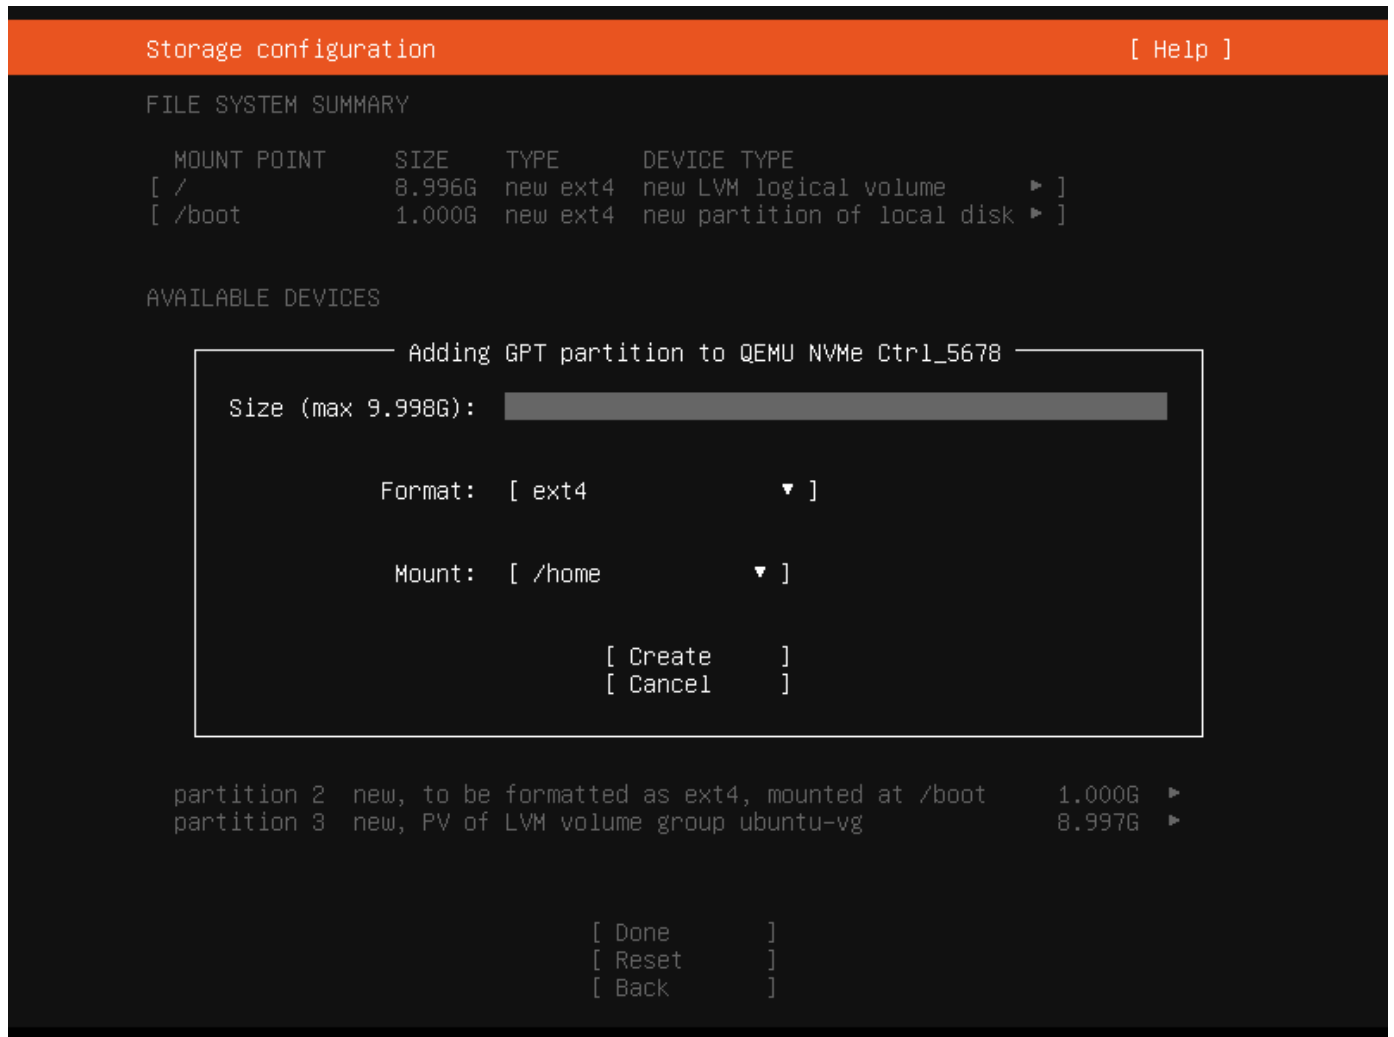 Storage configuration [ Help ]
FILE SYSTEM SUMMARY
MOUNT POINT SIZE TYPE DEVICE TYPE
[ / 8.996G new ext4 new LVM logical volume ▸ ]
[ /boot 1.000G new ext4 new partition of local disk ▸ ]
AVAILABLE DEVICES
Adding GPT partition to QEMU NVMe Ctrl_5678
Size (max 9.998G):
Format: [ ext4 ▾ ]
Mount: [ /home ▾ ]
[ Create ]
[ Cancel ]
partition 2 new, to be formatted as ext4, mounted at /boot 1.000G ▸
partition 3 new, PV of LVM volume group ubuntu-vg 8.997G ▸
[ Done ]
[ Reset ]
[ Back ]